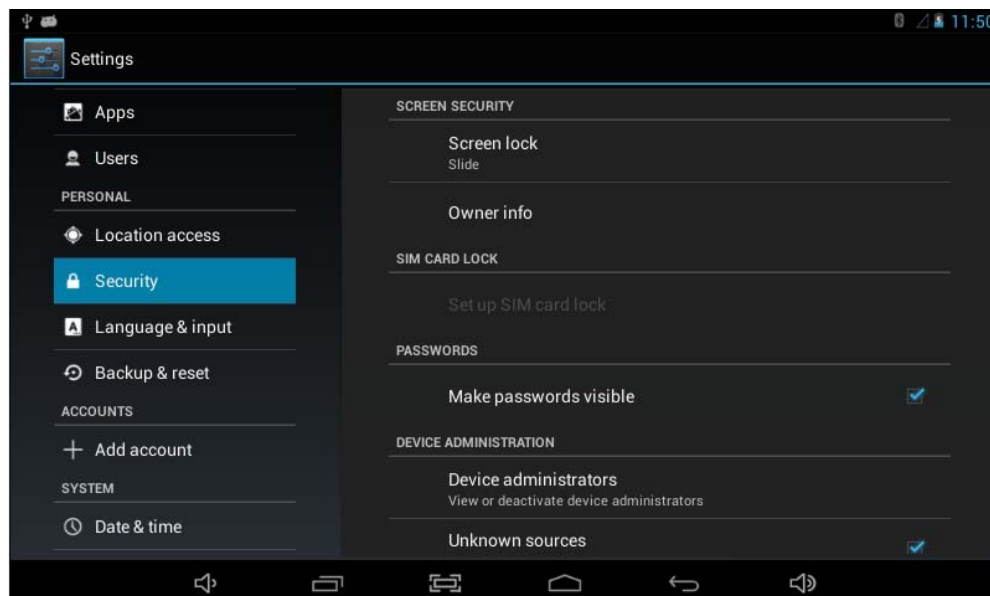 11:50
Settings
Apps
Users
PERSONAL
Location access
Security
Language & input
Backup & reset
ACCOUNTS
Add account
SYSTEM
Date & time
SCREEN SECURITY
Screen lock
Slide
Owner info
SIM CARD LOCK
Set up SIM card lock
PASSWORDS
Make passwords visible
DEVICE ADMINISTRATION
Device administrators
View or deactivate device administrators
Unknown sources